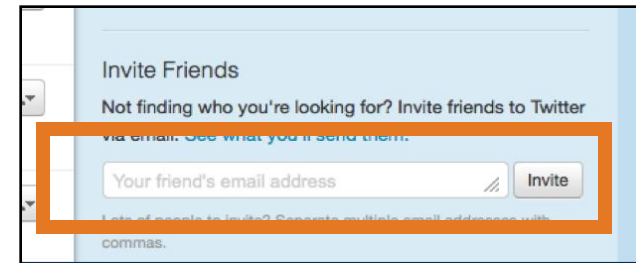 Invite Friends
Not finding who you're looking for? Invite friends to Twitter
via email. See what you'll send them.
Your friend's email address
Invite
Lots of people to invite? Separate multiple email addresses with
commas.